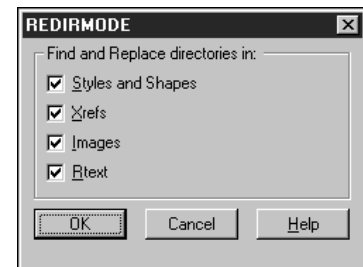 REDIRMODE
Find and Replace directories in:
Styles and Shapes
Xrefs
Images
Rtext
OK Cancel Help